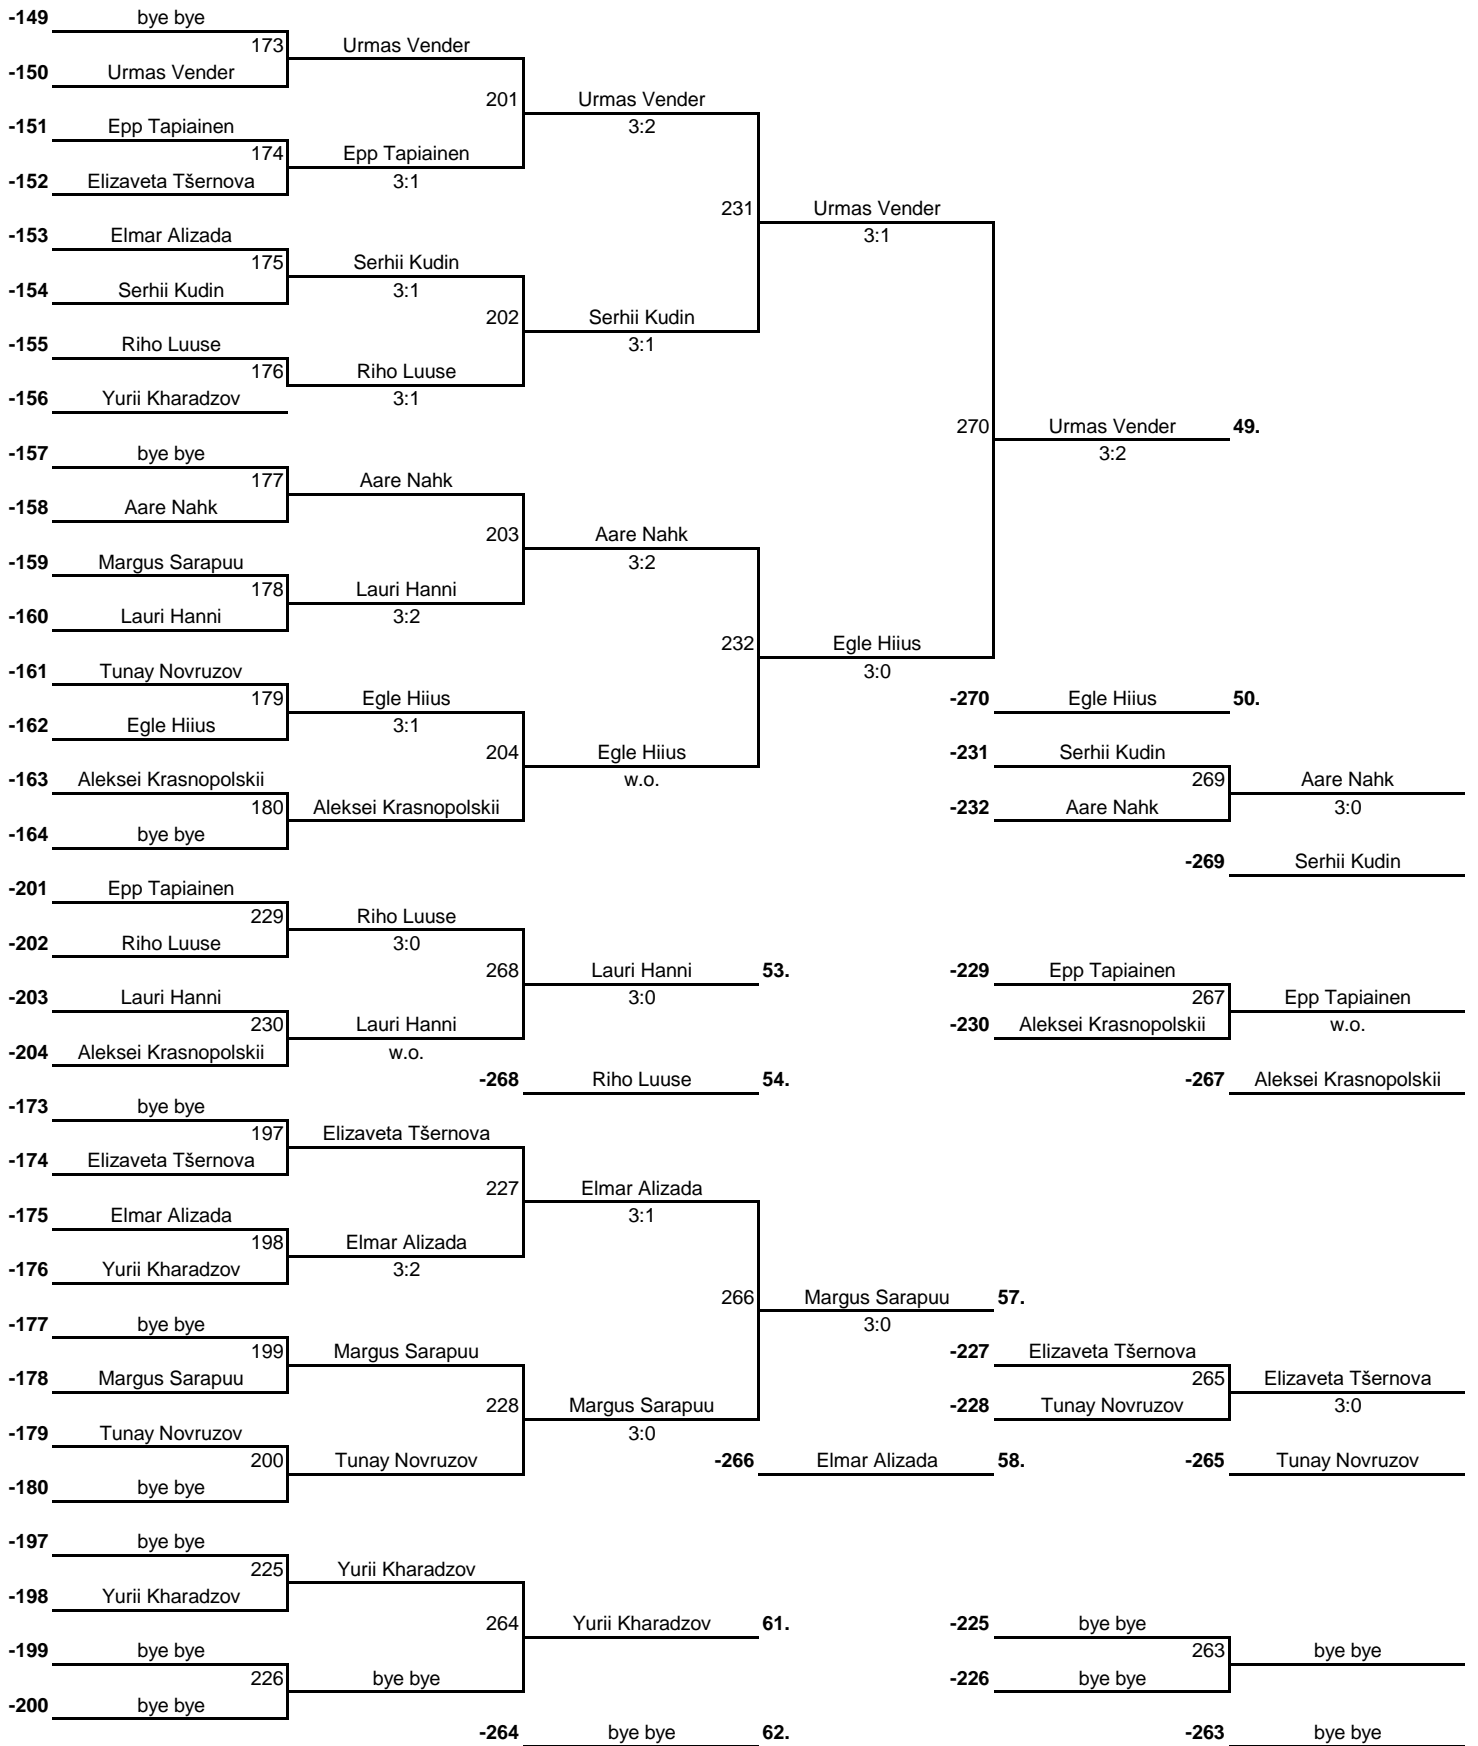 -149 bye bye
173 Urmas Vender
-150 Urmas Vender
201 Urmas Vender
-151 Epp Tapiainen 3:2
174 Epp Tapiainen
-152 Elizaveta Tšernova 3:1
231 Urmas Vender
-153 Elmar Alizada 3:1
175 Serhii Kudin
-154 Serhii Kudin 3:1
202 Serhii Kudin
-155 Riho Luuse 3:1
176 Riho Luuse
-156 Yurii Kharadzov 3:1
270 Urmas Vender 49.
-157 bye bye 3:2
177 Aare Nahk
-158 Aare Nahk
203 Aare Nahk
-159 Margus Sarapuu 3:2
178 Lauri Hanni
-160 Lauri Hanni 3:2
232 Egle Hiius
-161 Tunay Novruzov 3:0
179 Egle Hiius -270 Egle Hiius 50.
-162 Egle Hiius 3:1
204 Egle Hiius -231 Serhii Kudin
-163 Aleksei Krasnopolskii w.o. 269 Aare Nahk
180 Aleksei Krasnopolskii -232 Aare Nahk 3:0
-164 bye bye
-269 Serhii Kudin
-201 Epp Tapiainen
229 Riho Luuse
-202 Riho Luuse 3:0
268 Lauri Hanni 53. -229 Epp Tapiainen
-203 Lauri Hanni 3:0 267 Epp Tapiainen
230 Lauri Hanni -230 Aleksei Krasnopolskii w.o.
-204 Aleksei Krasnopolskii w.o.
-268 Riho Luuse 54. -267 Aleksei Krasnopolskii
-173 bye bye
197 Elizaveta Tšernova
-174 Elizaveta Tšernova
227 Elmar Alizada
-175 Elmar Alizada 3:1
198 Elmar Alizada
-176 Yurii Kharadzov 3:2
266 Margus Sarapuu 57.
-177 bye bye 3:0
199 Margus Sarapuu -227 Elizaveta Tšernova
-178 Margus Sarapuu 265 Elizaveta Tšernova
228 Margus Sarapuu -228 Tunay Novruzov 3:0
-179 Tunay Novruzov 3:0
200 Tunay Novruzov -266 Elmar Alizada 58. -265 Tunay Novruzov
-180 bye bye
-197 bye bye
225 Yurii Kharadzov
-198 Yurii Kharadzov
264 Yurii Kharadzov 61. -225 bye bye
-199 bye bye 263 bye bye
226 bye bye -226 bye bye
-200 bye bye
-264 bye bye 62. -263 bye bye